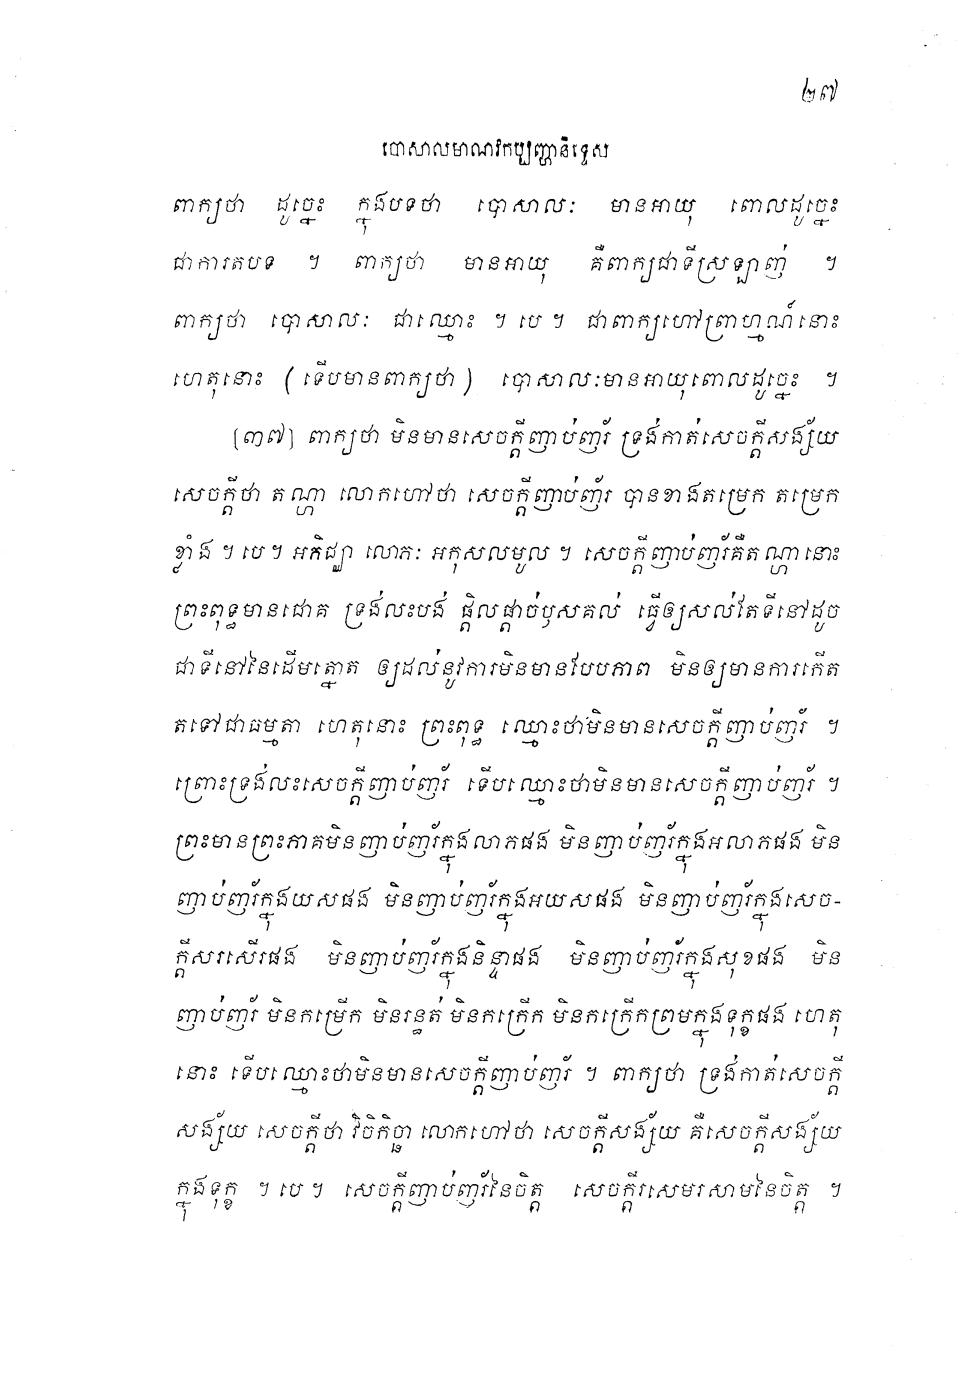 ២៧
បោសាលមាណវកប្បញ្ហានិទ្ទេស
ពាក្យថា ដូច្នេះ ក្នុងបទថា បោសាលៈ មានអាយុ ពោលដូច្នេះ
ជាការតបទ ។ ពាក្យថា មានអាយុ គឺពាក្យជាទីស្រឡាញ់ ។
ពាក្យថា បោសាលៈ ជាឈ្មោះ ។ បេ ។ ជាពាក្យហៅព្រាហ្មណ៍នោះ
ហេតុនោះ (ទើបមានពាក្យថា) បោសាលៈមានអាយុពោលដូច្នេះ ។
[៣៧] ពាក្យថា មិនមានសេចក្តីញាប់ញ័រ ទ្រង់កាត់សេចក្តីសង្ស័យ
សេចក្តីថា តណ្ហា លោកហៅថា សេចក្តីញាប់ញ័រ បានខាងតម្រេក តម្រេក
ខ្លាំង ។ បេ ។ អភិជ្ឈា លោភៈ អកុសលមូល ។ សេចក្តីញាប់ញ័រគឺតណ្ហានោះ
ព្រះពុទ្ធមានជោគ ទ្រង់លះបង់ ផ្តិលផ្តាច់ឫសគល់ ធ្វើឲ្យសល់តែទីនៅដូច
ជាទីនៅនៃដើមត្នោត ឲ្យដល់នូវការមិនមានបែបភាព មិនឲ្យមានការកើត
តទៅជាធម្មតា ហេតុនោះ ព្រះពុទ្ធ ឈ្មោះថាមិនមានសេចក្តីញាប់ញ័រ ។
ព្រោះទ្រង់លះសេចក្តីញាប់ញ័រ ទើបឈ្មោះថាមិនមានសេចក្តីញាប់ញ័រ ។
ព្រះមានព្រះភាគមិនញាប់ញ័រក្នុងលាភផង មិនញាប់ញ័រក្នុងអលាភផង មិន
ញាប់ញ័រក្នុងយសផង មិនញាប់ញ័រក្នុងអយសផង មិនញាប់ញ័រក្នុងសេច-
ក្តីសរសើរផង មិនញាប់ញ័រក្នុងនិន្ទាផង មិនញាប់ញ័រក្នុងសុខផង មិន
ញាប់ញ័រ មិនកម្រើក មិនរន្ធត់ មិនកក្រើក មិនកក្រើកព្រមក្នុងទុក្ខផង ហេតុ
នោះ ទើបឈ្មោះថាមិនមានសេចក្តីញាប់ញ័រ ។ ពាក្យថា ទ្រង់កាត់សេចក្តី
សង្ស័យ សេចក្តីថា វិចិកិច្ឆា លោកហៅថា សេចក្តីសង្ស័យ គឺសេចក្តីសង្ស័យ
ក្នុងទុក្ខ ។ បេ ។ សេចក្តីញាប់ញ័រនៃចិត្ត សេចក្តីរសេមរសាមនៃចិត្ត ។